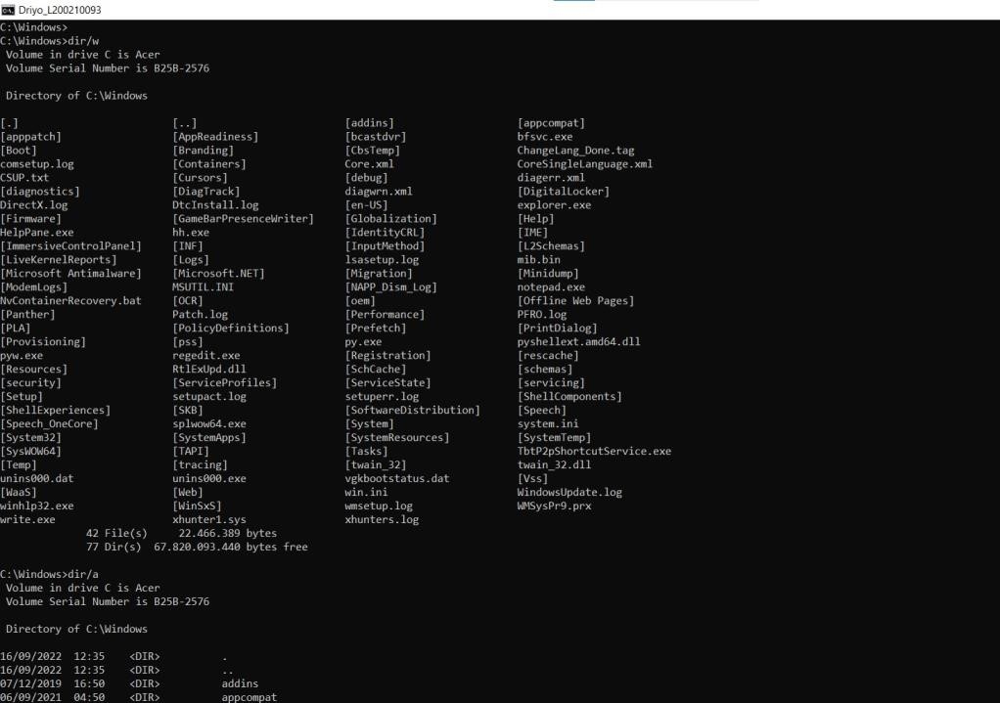 Driyo_L200210093
C:\Windows>
C:\Windows>dir/w
Volume in drive C is Acer
Volume Serial Number is B25B-2576
Directory of C:\Windows
[.] [..] [addins] [appcompat]
[apppatch] [AppReadiness] [bcastdvr] bfsvc.exe
[Boot] [Branding] [CbsTemp] ChangeLang_Done.tag
comsetup.log [Containers] Core.xml CoreSingleLanguage.xml
CSUP.txt [Cursors] [debug] diagerr.xml
[diagnostics] [DiagTrack] diagwrn.xml [DigitalLocker]
DirectX.log DtcInstall.log [en-US] explorer.exe
[Firmware] [GameBarPresenceWriter] [Globalization] [Help]
HelpPane.exe hh.exe [IdentityCRL] [IME]
[ImmersiveControlPanel] [INF] [InputMethod] [L2Schemas]
[LiveKernelReports] [Logs] lsasetup.log mib.bin
[Microsoft Antimalware] [Microsoft.NET] [Migration] [Minidump]
[ModemLogs] MSUTIL.INI [NAPP_Dism_Log] notepad.exe
NvContainerRecovery.bat [OCR] [oem] [Offline Web Pages]
[Panther] Patch.log [Performance] PFRO.log
[PLA] [PolicyDefinitions] [Prefetch] [PrintDialog]
[Provisioning] [pss] py.exe pyshellext.amd64.dll
pyw.exe regedit.exe [Registration] [rescache]
[Resources] RtlExUpd.dll [SchCache] [schemas]
[security] [ServiceProfiles] [ServiceState] [servicing]
[Setup] setupact.log setuperr.log [ShellComponents]
[ShellExperiences] [SKB] [SoftwareDistribution] [Speech]
[Speech_OneCore] splwow64.exe [System] system.ini
[System32] [SystemApps] [SystemResources] [SystemTemp]
[SysWOW64] [TAPI] [Tasks] TbtP2pShortcutService.exe
[Temp] [tracing] [twain_32] twain_32.dll
unins000.dat unins000.exe vgkbootstatus.dat [Vss]
[WaaS] [Web] win.ini WindowsUpdate.log
winhlp32.exe [WinSxS] wmsetup.log WMSysPr9.prx
write.exe xhunter1.sys xhunters.log
42 File(s) 22.466.389 bytes
77 Dir(s) 67.820.093.440 bytes free
C:\Windows>dir/a
Volume in drive C is Acer
Volume Serial Number is B25B-2576
Directory of C:\Windows
16/09/2022 12:35 <DIR> .
16/09/2022 12:35 <DIR> ..
07/12/2019 16:50 <DIR> addins
06/09/2021 04:50 <DIR> appcompat